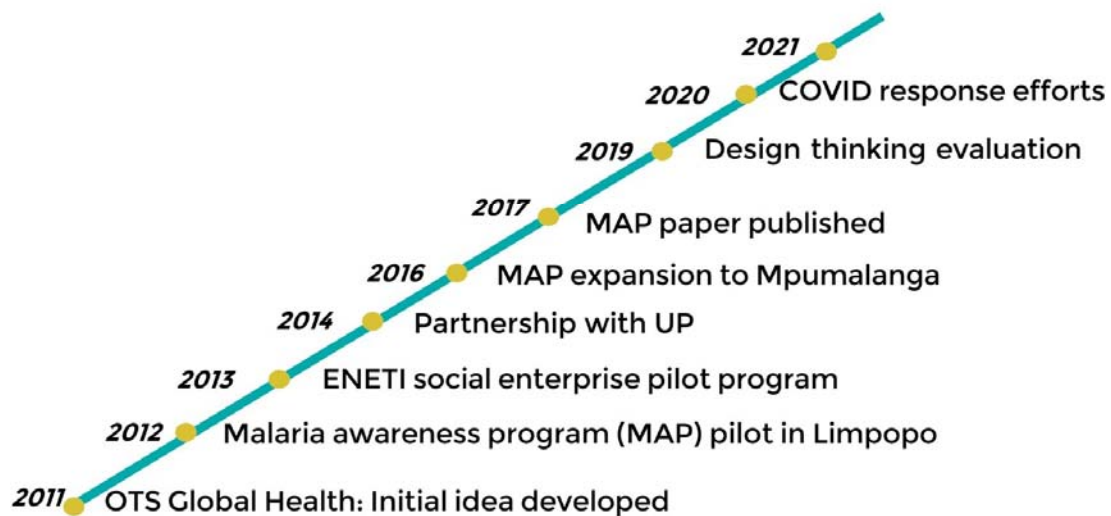 2021
2020 COVID response efforts
2019 Design thinking evaluation
2017 MAP paper published
2016 MAP expansion to Mpumalanga
2014 Partnership with UP
2013 ENETI social enterprise pilot program
2012 Malaria awareness program (MAP) pilot in Limpopo
2011 OTS Global Health: Initial idea developed